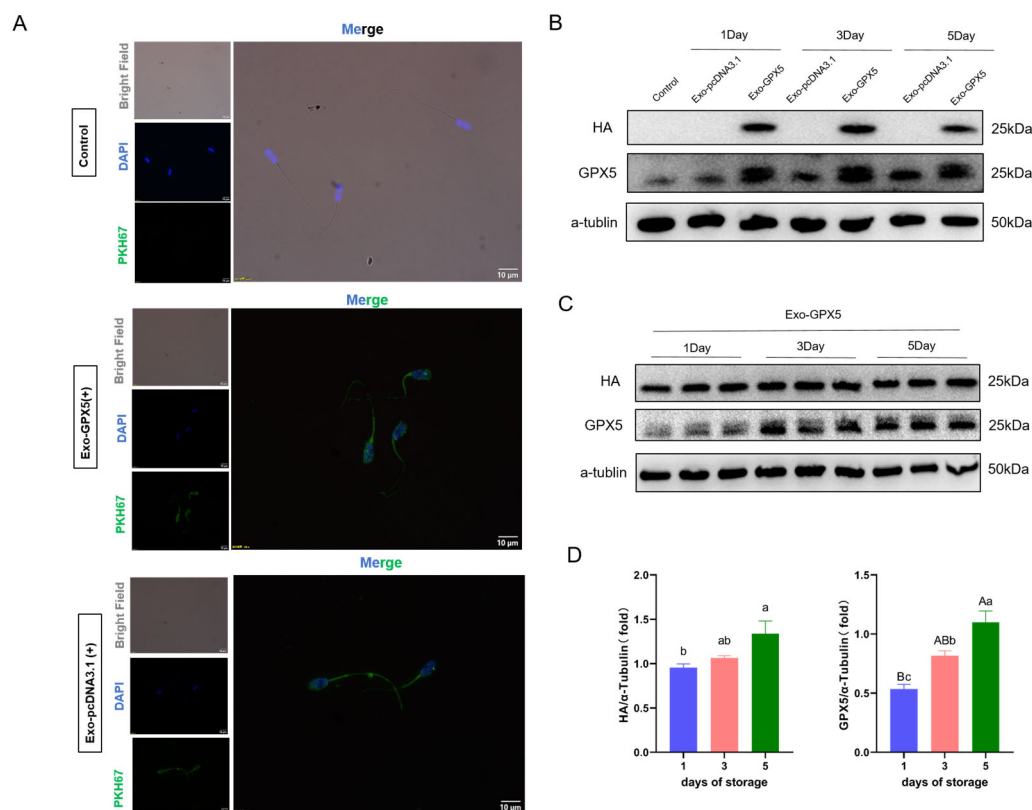 A
Merge
Control
Bright Field
DAPI
PKH67
10 μm
Merge
Exo-GPX5(+)
Bright Field
DAPI
PKH67
10 μm
Merge
Exo-pcDNA3.1 (+)
Bright Field
DAPI
PKH67
10 μm
B
1Day 3Day 5Day
Control Exo-pcDNA3.1 Exo-GPX5 Exo-pcDNA3.1 Exo-GPX5 Exo-pcDNA3.1 Exo-GPX5
HA 25kDa
GPX5 25kDa
a-tublin 50kDa
C
Exo-GPX5
1Day 3Day 5Day
HA 25kDa
GPX5 25kDa
a-tublin 50kDa
D
HA/α-Tubulin( fold)
2.0
1.5
1.0
0.5
0.0
b ab a
1 3 5
days of storage
GPX5/α-Tubulin( fold)
1.5
1.0
0.5
0.0
Bc ABb Aa
1 3 5
days of storage